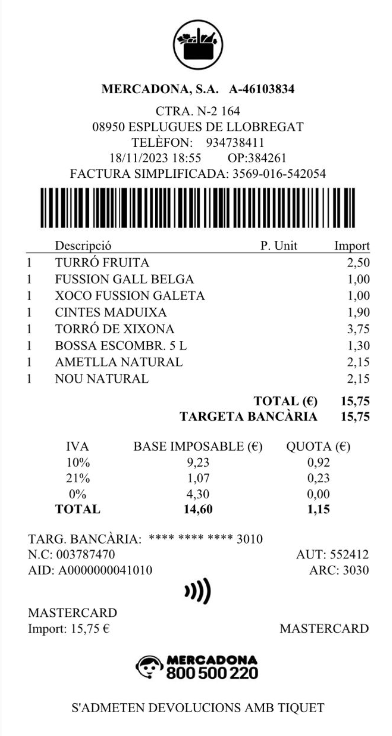 MERCADONA, S.A. A-46103834
CTRA. N-2 164
08950 ESPLUGUES DE LLOBREGAT
TELÈFON: 934738411
18/11/2023 18:55 OP:384261
FACTURA SIMPLIFICADA: 3569-016-542054
Descripció P. Unit Import
1 TURRÓ FRUITA 2,50
1 FUSSION GALL BELGA 1,00
1 XOCO FUSSION GALETA 1,00
1 CINTES MADUIXA 1,90
1 TORRÓ DE XIXONA 3,75
1 BOSSA ESCOMBR. 5 L 1,30
1 AMETLLA NATURAL 2,15
1 NOU NATURAL 2,15
TOTAL (€) 15,75
TARGETA BANCÀRIA 15,75
IVA BASE IMPOSABLE (€) QUOTA (€)
10% 9,23 0,92
21% 1,07 0,23
0% 4,30 0,00
TOTAL 14,60 1,15
TARG. BANCÀRIA: **** **** **** 3010
N.C: 003787470 AUT: 552412
AID: A0000000041010 ARC: 3030
MASTERCARD
Import: 15,75 € MASTERCARD
MERCADONA
800 500 220
S'ADMETEN DEVOLUCIONS AMB TIQUET